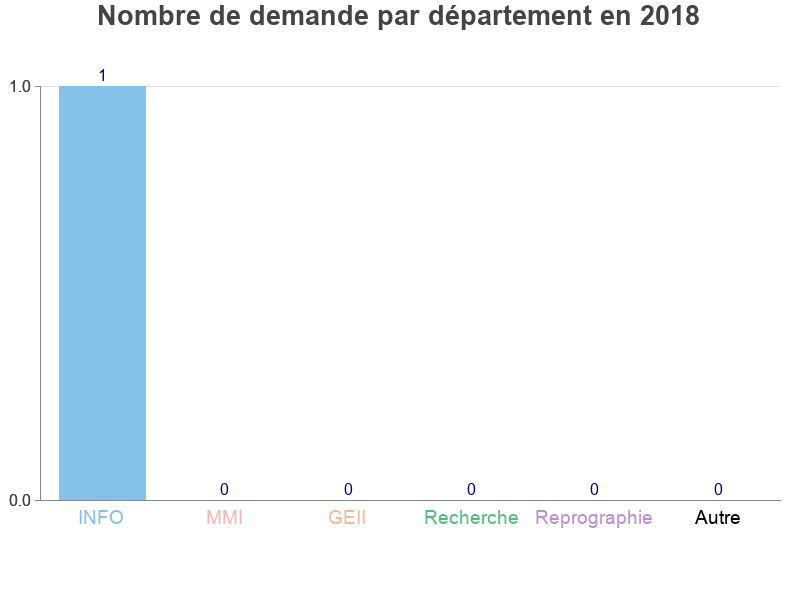 Nombre de demande par département en 2018
1
1.0
0 0 0 0 0
0.0
INFO MMI GEII Recherche Reprographie Autre